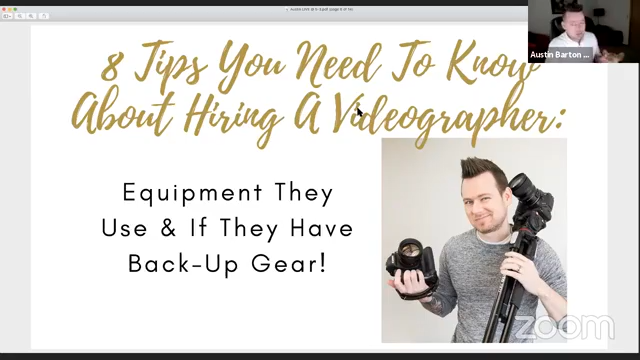 8 Tips You Need To Know
About Hiring A Videographer:
Equipment They
Use & If They Have
Back-Up Gear!
Austin Barton ...
zoom